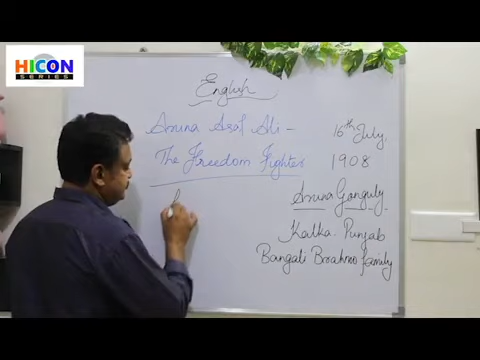 HICON
SERIES
English
Aruna Asaf Ali -
The Freedom Fighter
16th July.
1908
Aruna Ganguly
Kalka. Punjab
Bangali Brahmo family